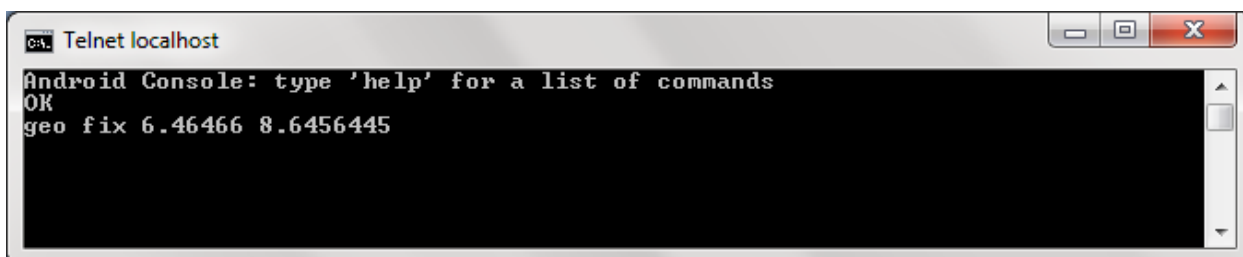 Telnet localhost
Android Console: type 'help' for a list of commands
OK
geo fix 6.46466 8.6456445